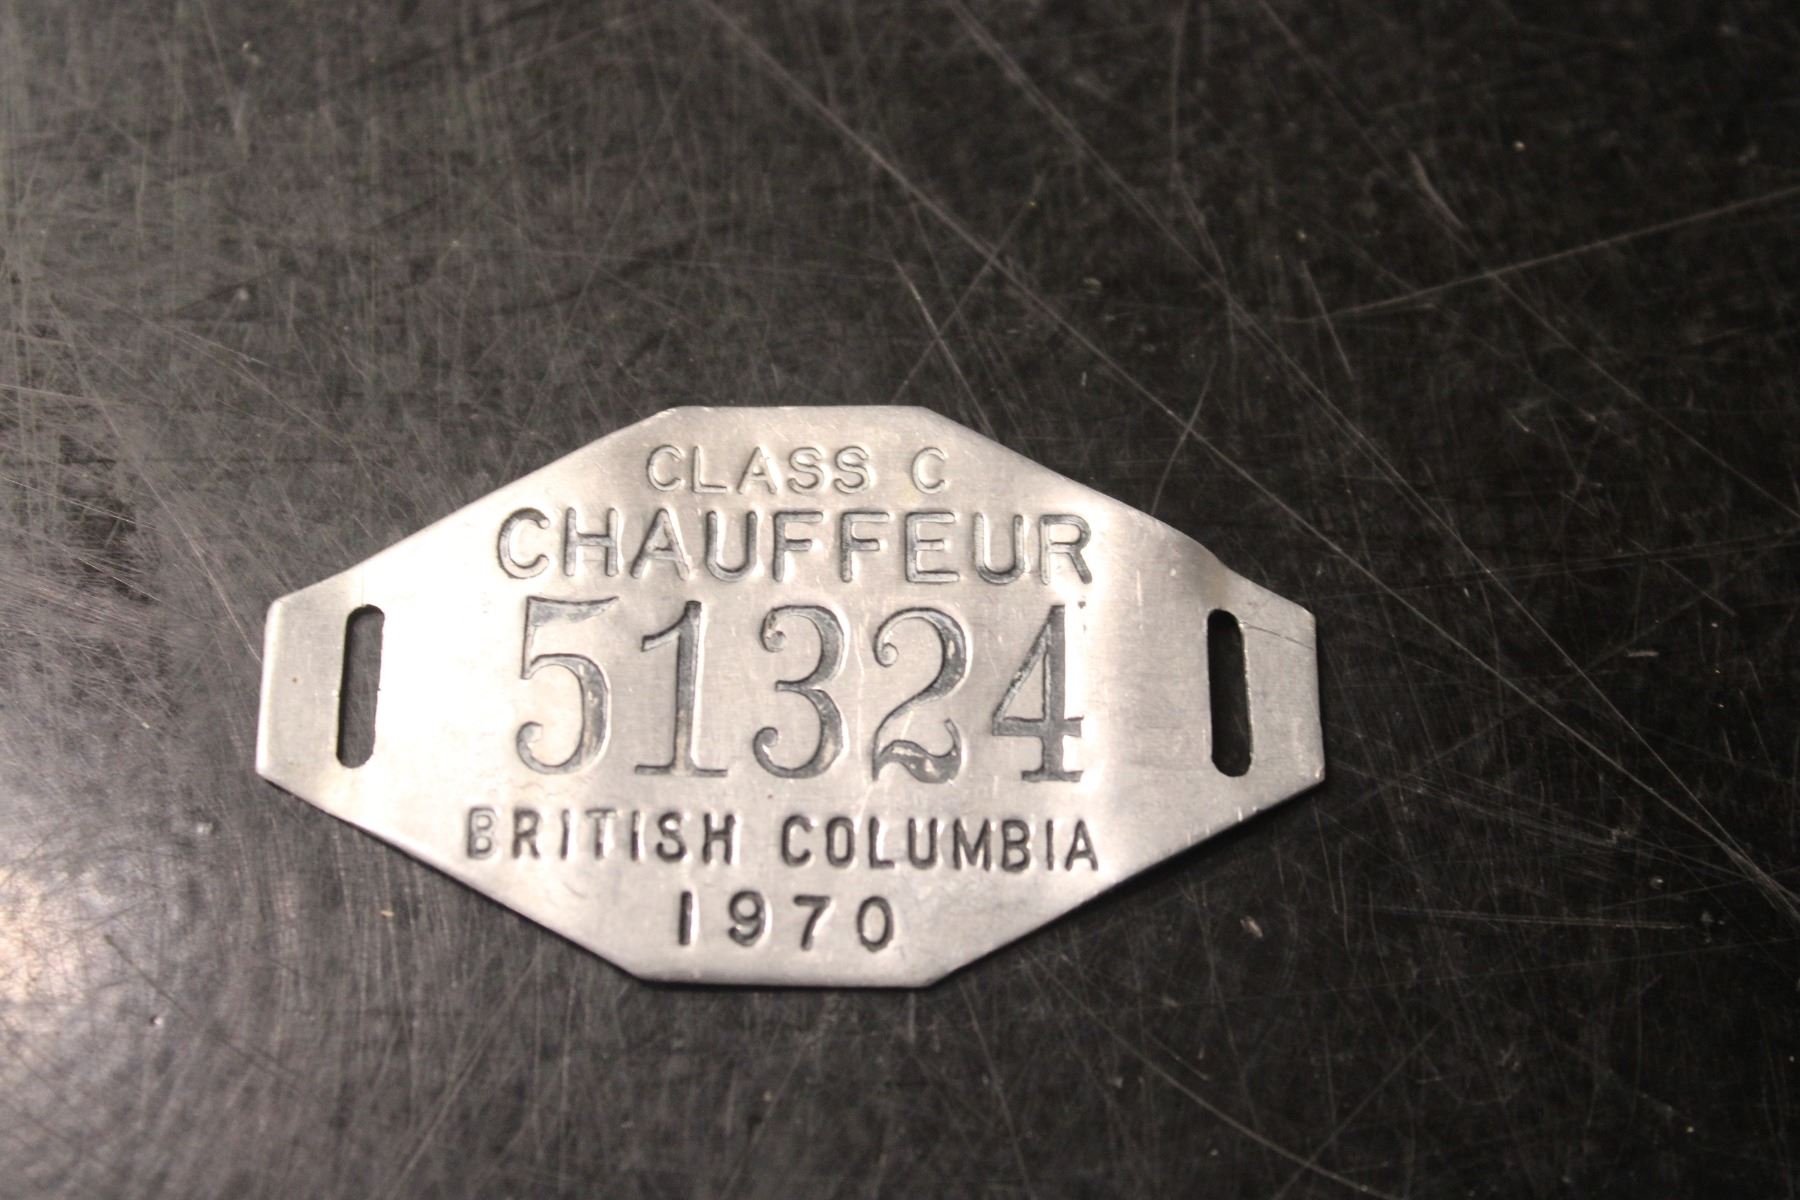 CLASS C
CHAUFFEUR
51324
BRITISH COLUMBIA
1970